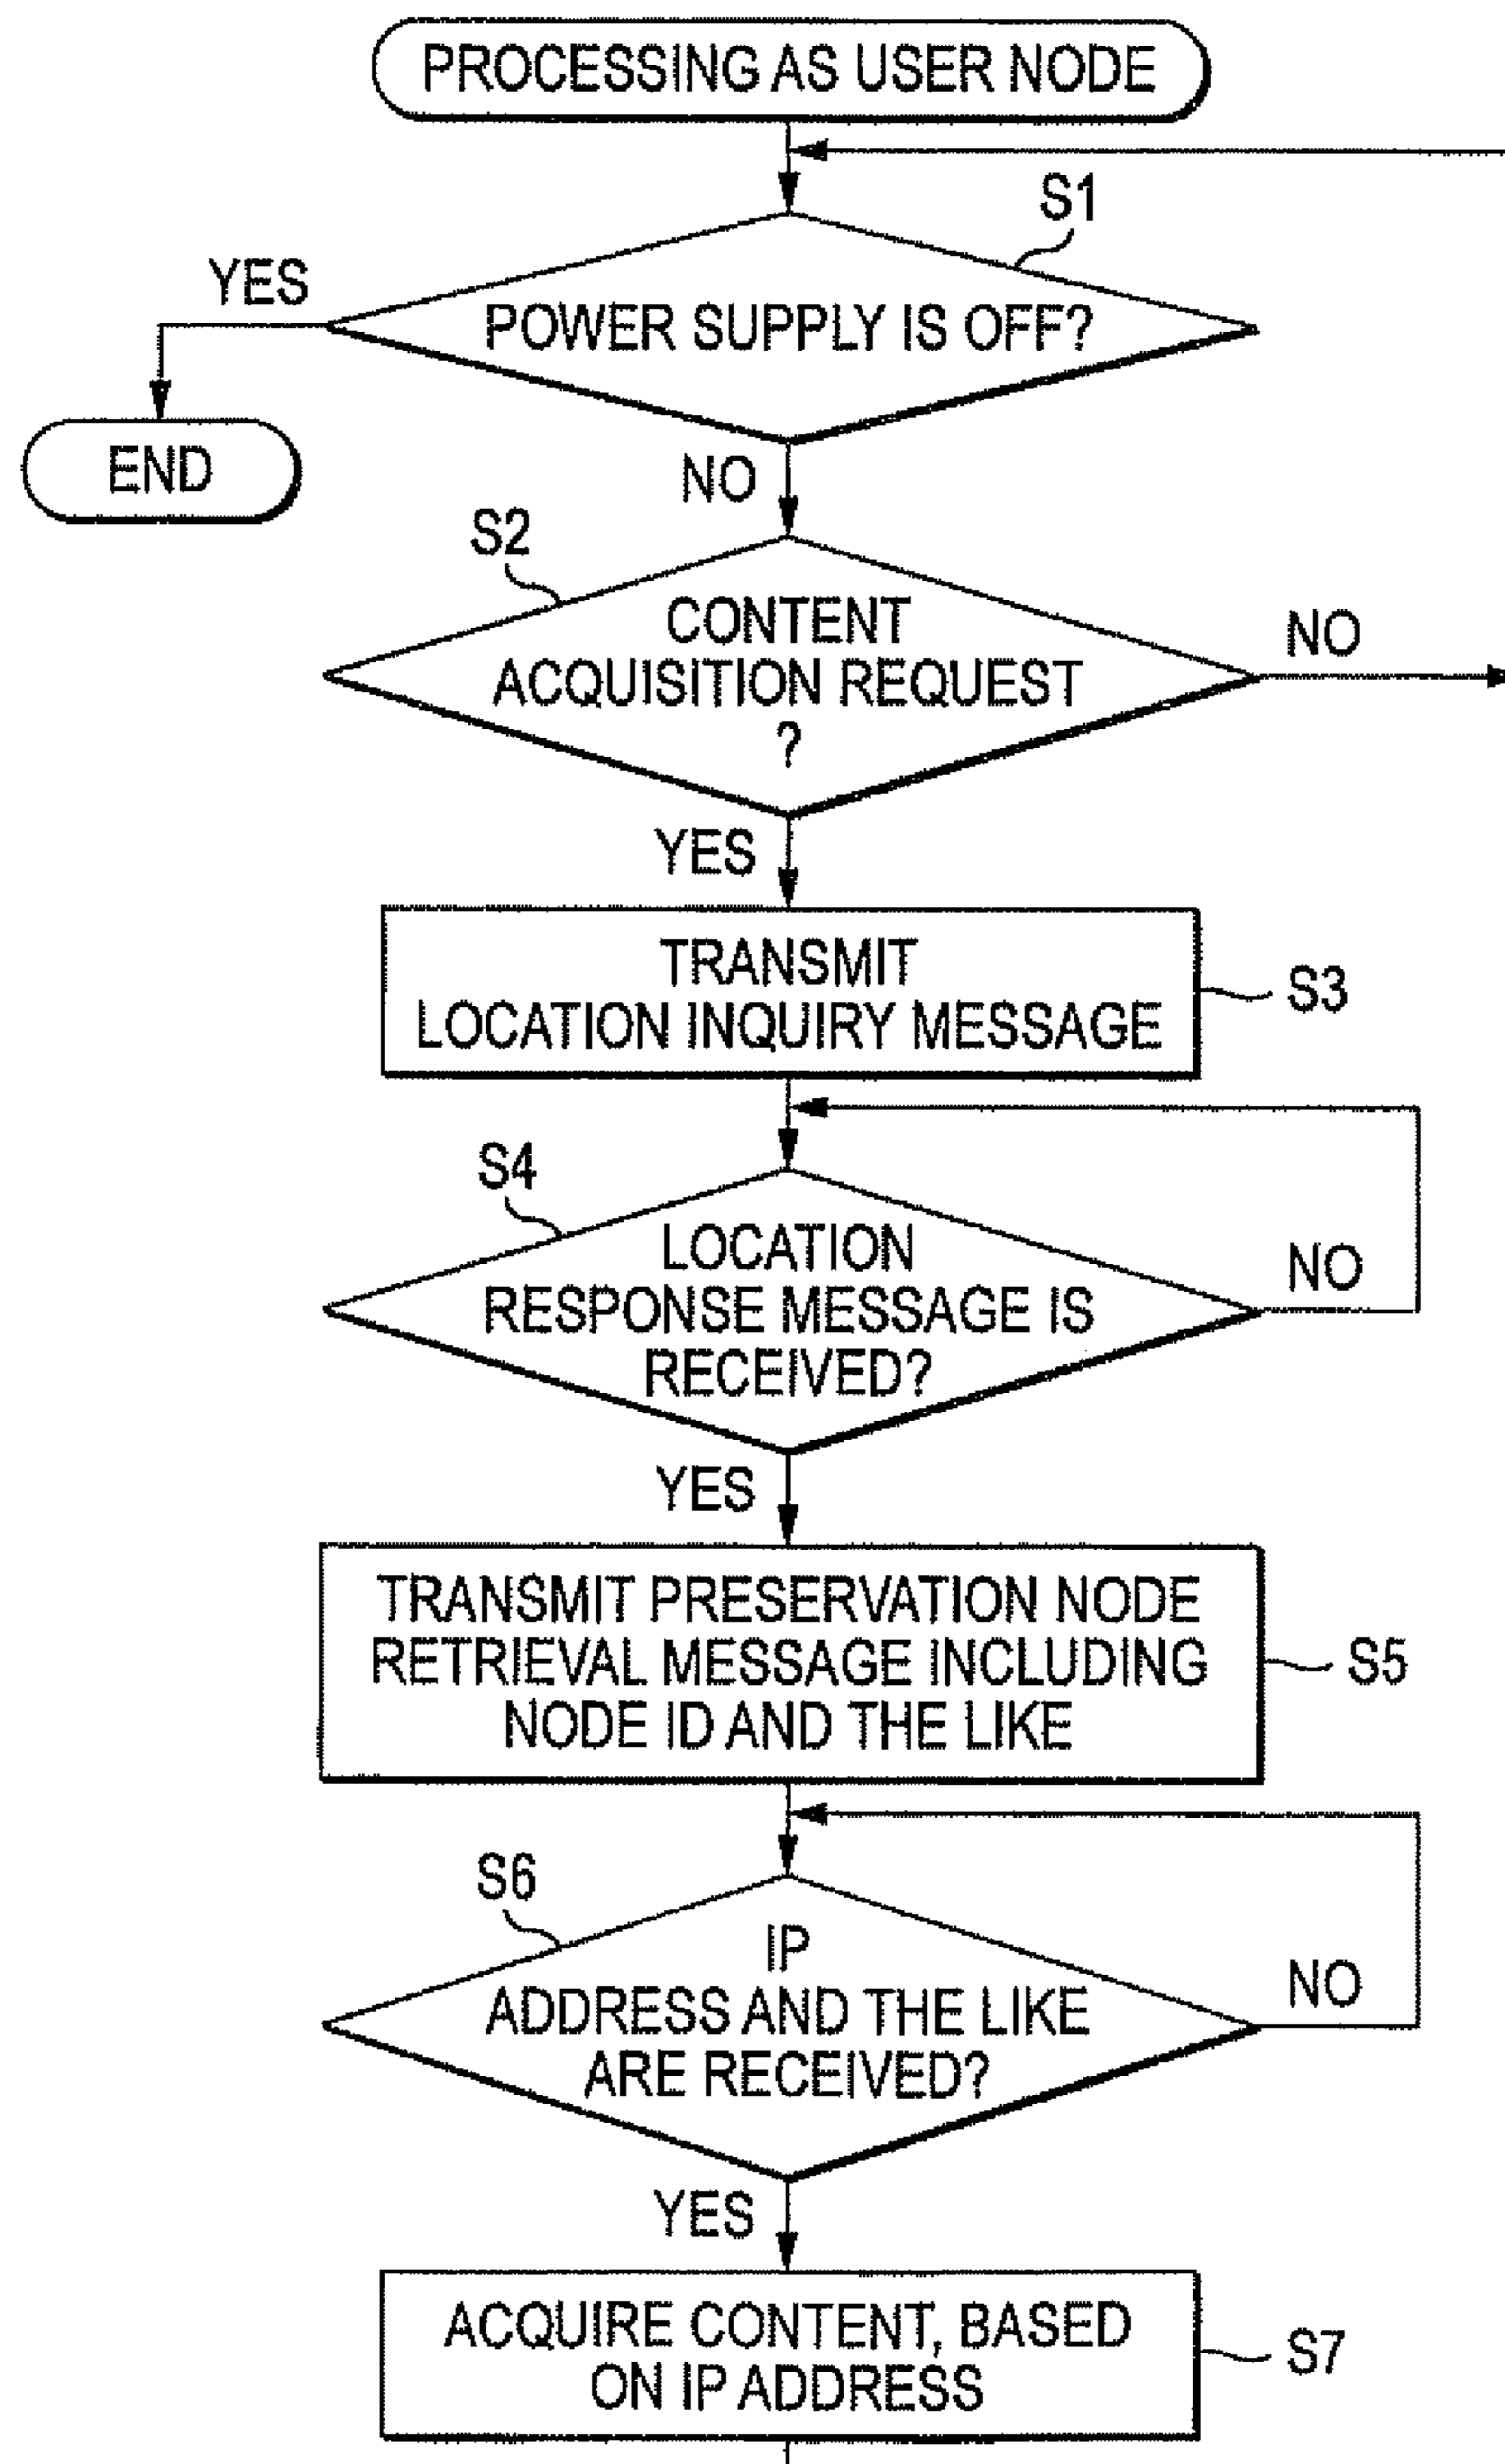 PROCESSING AS USER NODE
S1
YES
POWER SUPPLY IS OFF?
END
NO
S2
CONTENT
ACQUISITION REQUEST
?
NO
YES
TRANSMIT
LOCATION INQUIRY MESSAGE
S3
S4
LOCATION
RESPONSE MESSAGE IS
RECEIVED?
NO
YES
TRANSMIT PRESERVATION NODE
RETRIEVAL MESSAGE INCLUDING
NODE ID AND THE LIKE
S5
S6
IP
ADDRESS AND THE LIKE
ARE RECEIVED?
NO
YES
ACQUIRE CONTENT, BASED
ON IP ADDRESS
S7